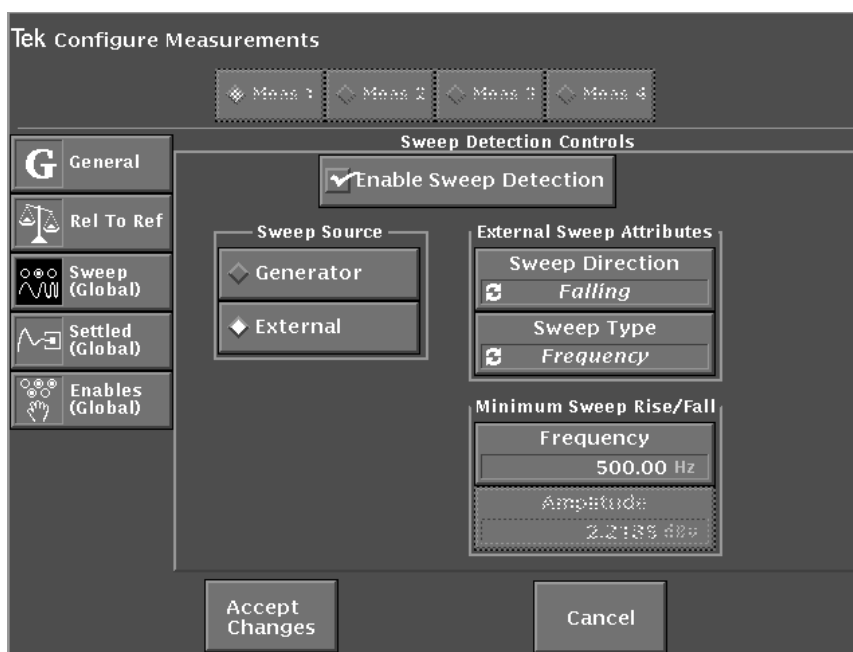 Tek Configure Measurements
Meas 1 Meas 2 Meas 3 Meas 4
Sweep Detection Controls
Enable Sweep Detection
G General
Rel To Ref
Sweep
(Global)
Settled
(Global)
Enables
(Global)
Sweep Source
Generator
External
External Sweep Attributes
Sweep Direction
Falling
Sweep Type
Frequency
Minimum Sweep Rise/Fall
Frequency
500.00 Hz
Amplitude
Accept
Changes
Cancel